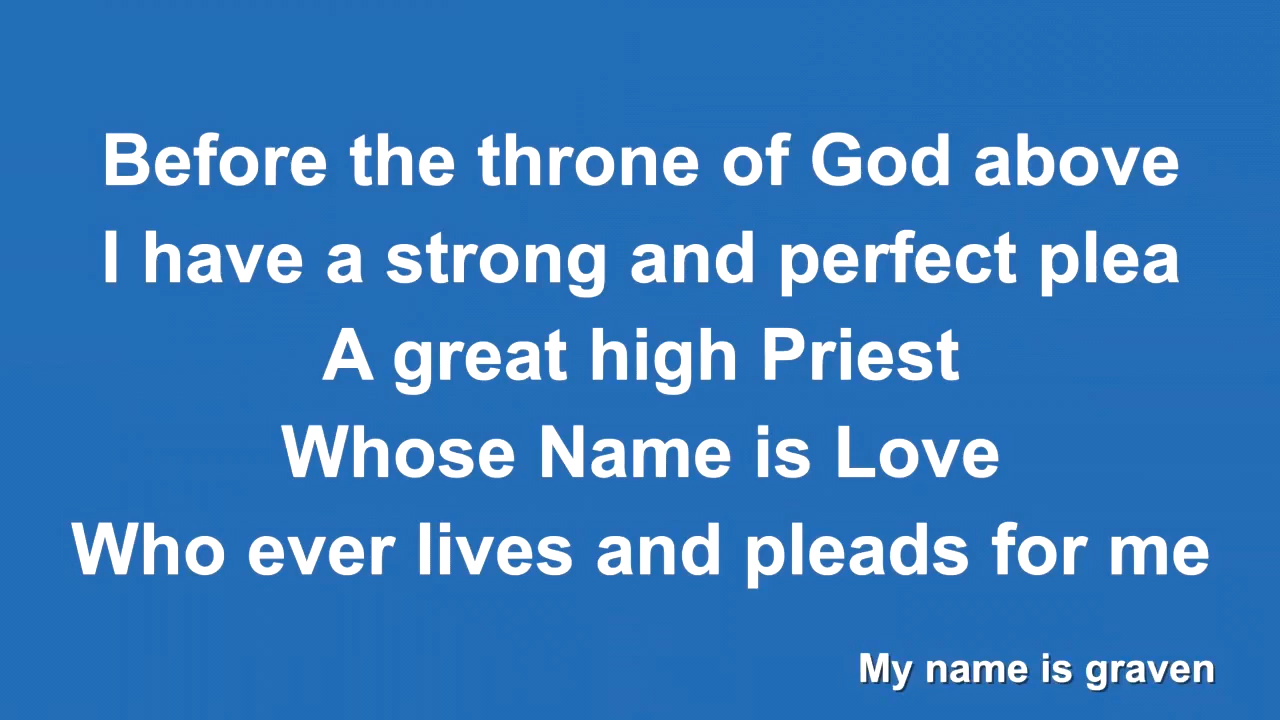 Before the throne of God above
I have a strong and perfect plea
A great high Priest
Whose Name is Love
Who ever lives and pleads for me
My name is graven